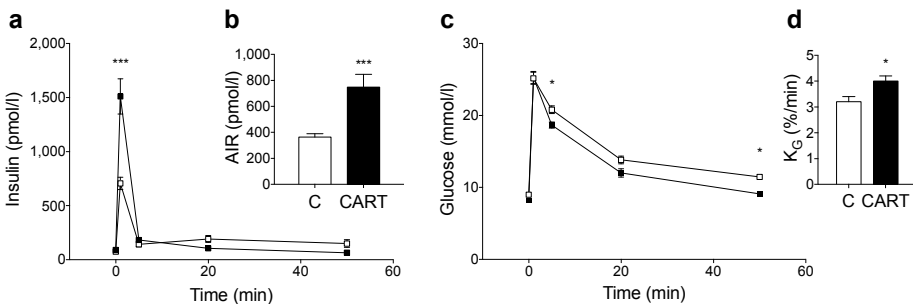 a
Insulin (pmol/l)
2,000
1,500
1,000
500
0
***
0 20 40 60
Time (min)
b
AIR (pmol/l)
1,000
800
600
400
200
0
***
C CART
c
Glucose (mmol/l)
30
20
10
0
*
*
0 20 40 60
Time (min)
d
KG (%/min)
5
4
3
2
1
0
*
C CART